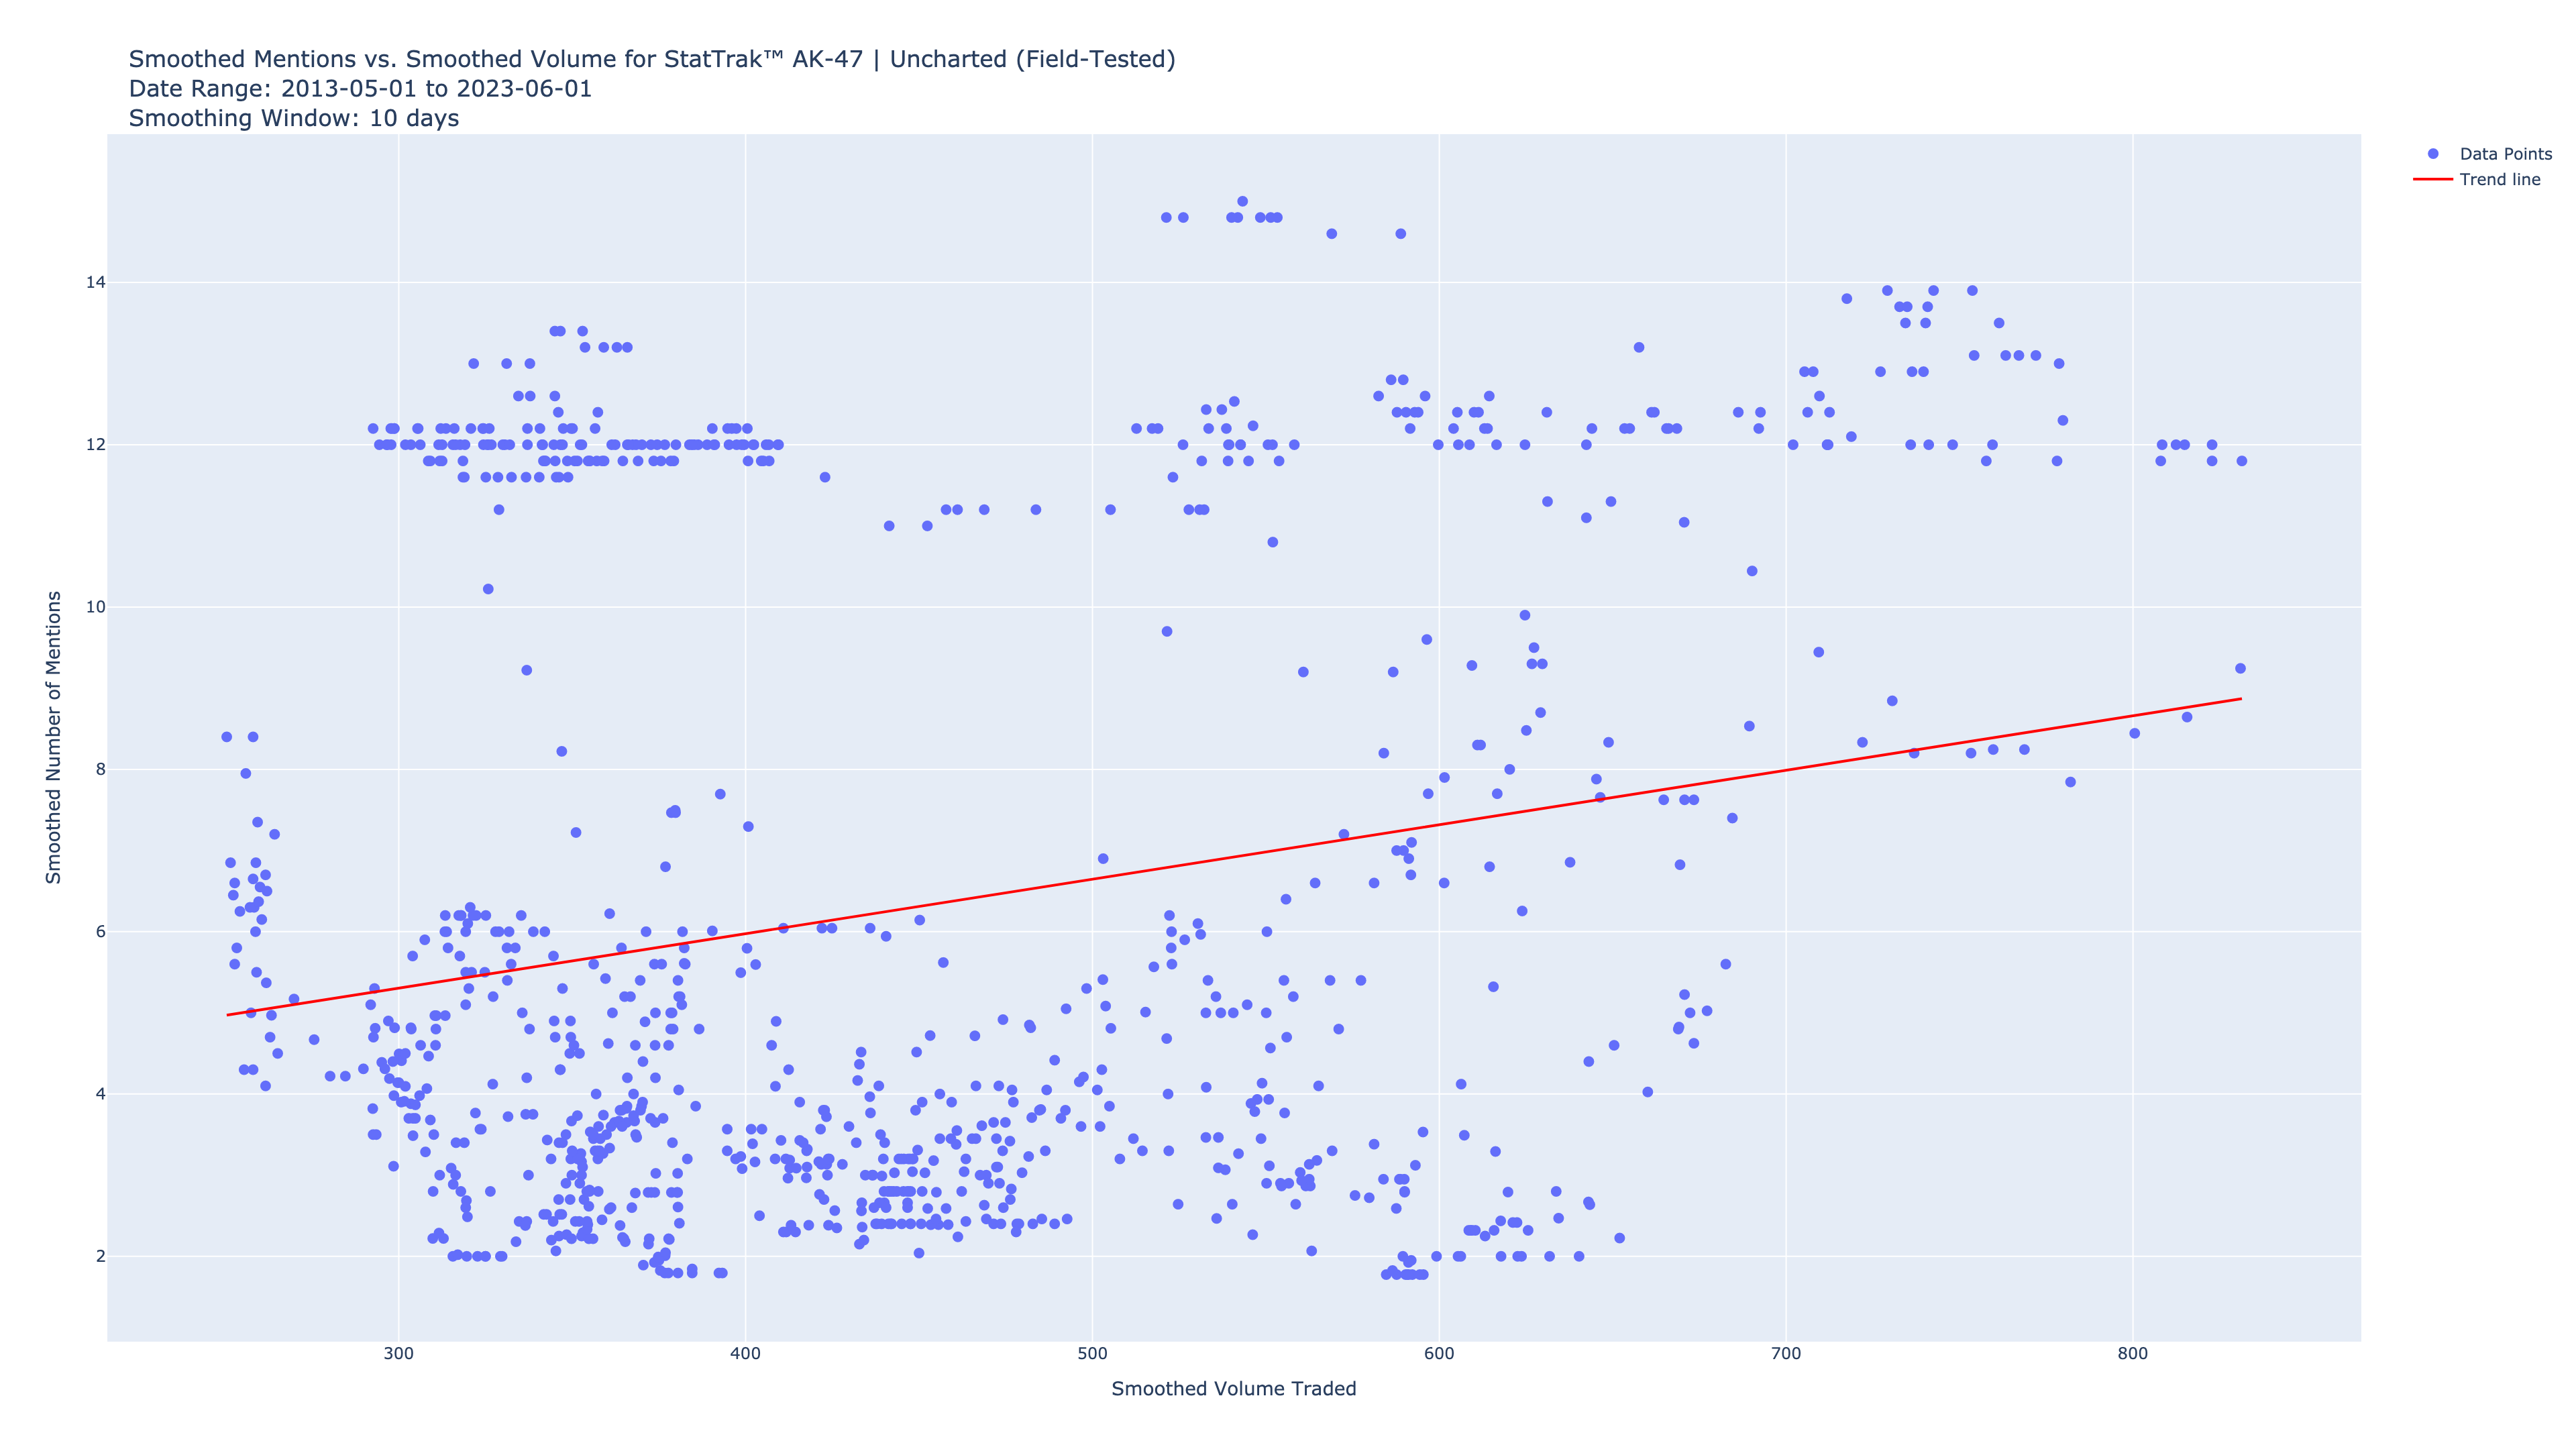 Smoothed Mentions vs. Smoothed Volume for StatTrak™ AK-47 | Uncharted (Field-Tested)
Date Range: 2013-05-01 to 2023-06-01
Smoothing Window: 10 days
Data Points
Trend line
14
12
10
8
6
4
2
Smoothed Number of Mentions
300
400
500
600
700
800
Smoothed Volume Traded